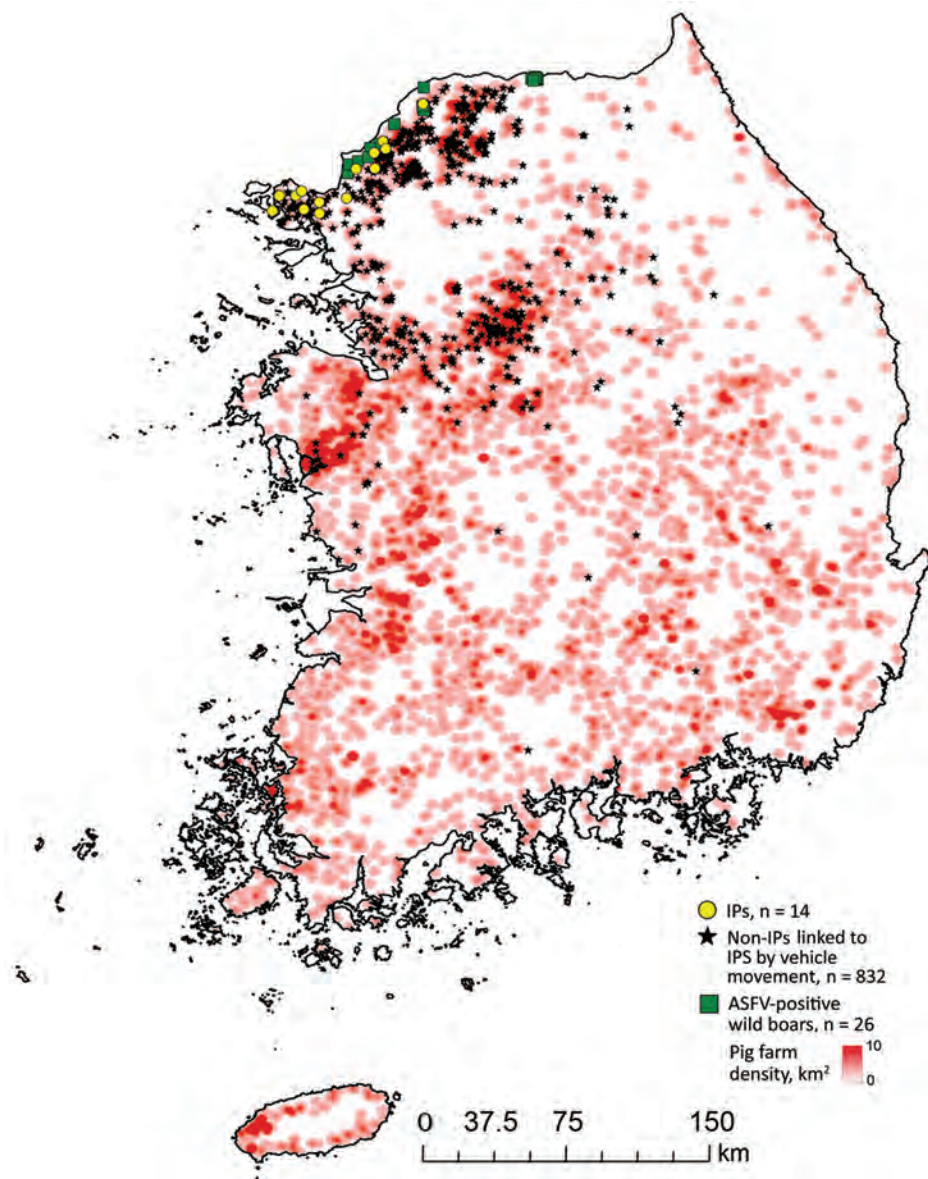 IPs, n = 14
Non-IPs linked to
IPS by vehicle
movement, n = 832
ASFV-positive
wild boars, n = 26
Pig farm
density, km²
10
0
0 37.5 75 150
km